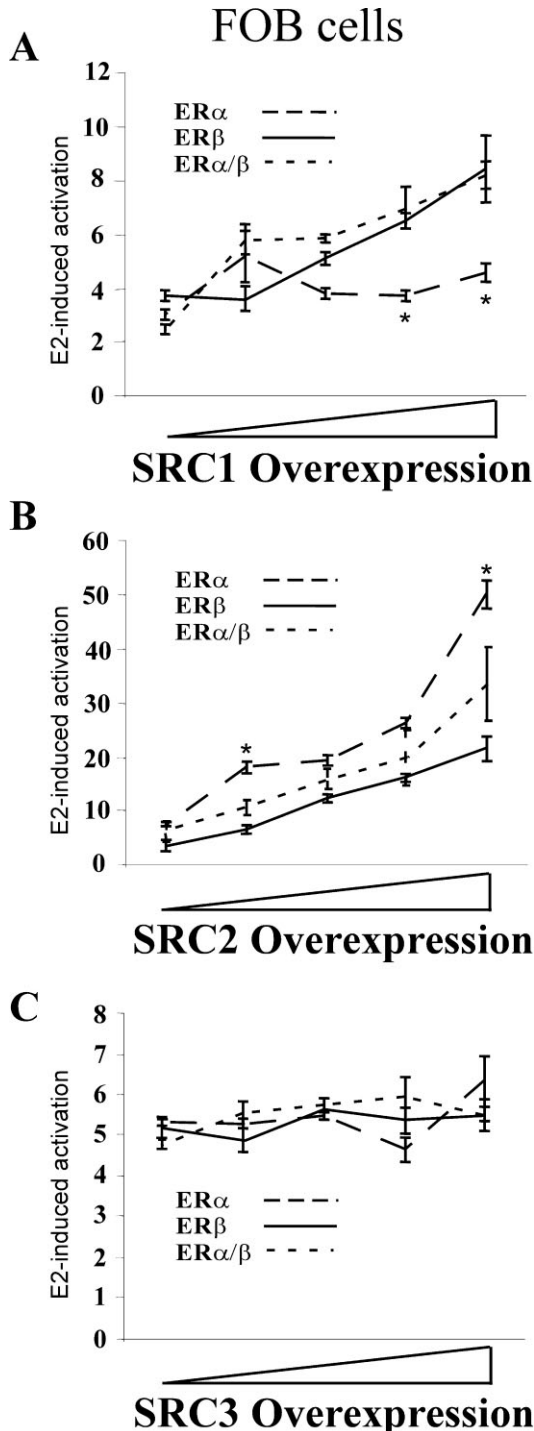 FOB cells
A
12
10
8
6
4
2
0
E2-induced activation
ERα
ERβ
ERα/β
*
*
SRC1 Overexpression
B
60
50
40
30
20
10
0
E2-induced activation
ERα
ERβ
ERα/β
*
*
SRC2 Overexpression
C
8
7
6
5
4
3
2
1
0
E2-induced activation
ERα
ERβ
ERα/β
SRC3 Overexpression